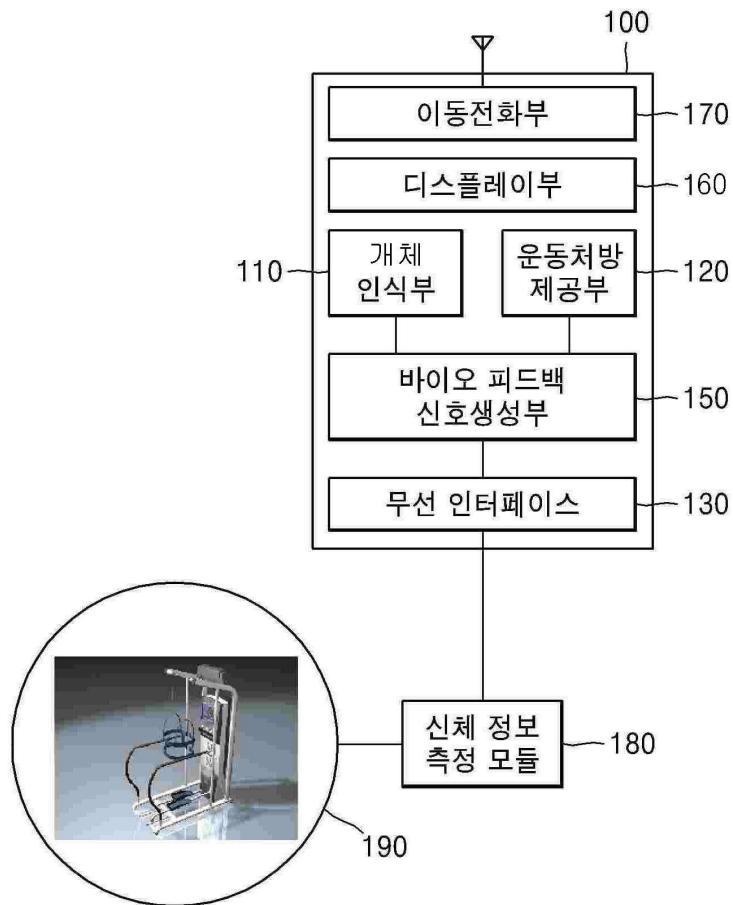 100
이동전화부
170
디스플레이부
160
110
개체
인식부
운동처방
제공부
120
바이오 피드백
신호생성부
150
무선 인터페이스
130
신체 정보
측정 모듈
180
190